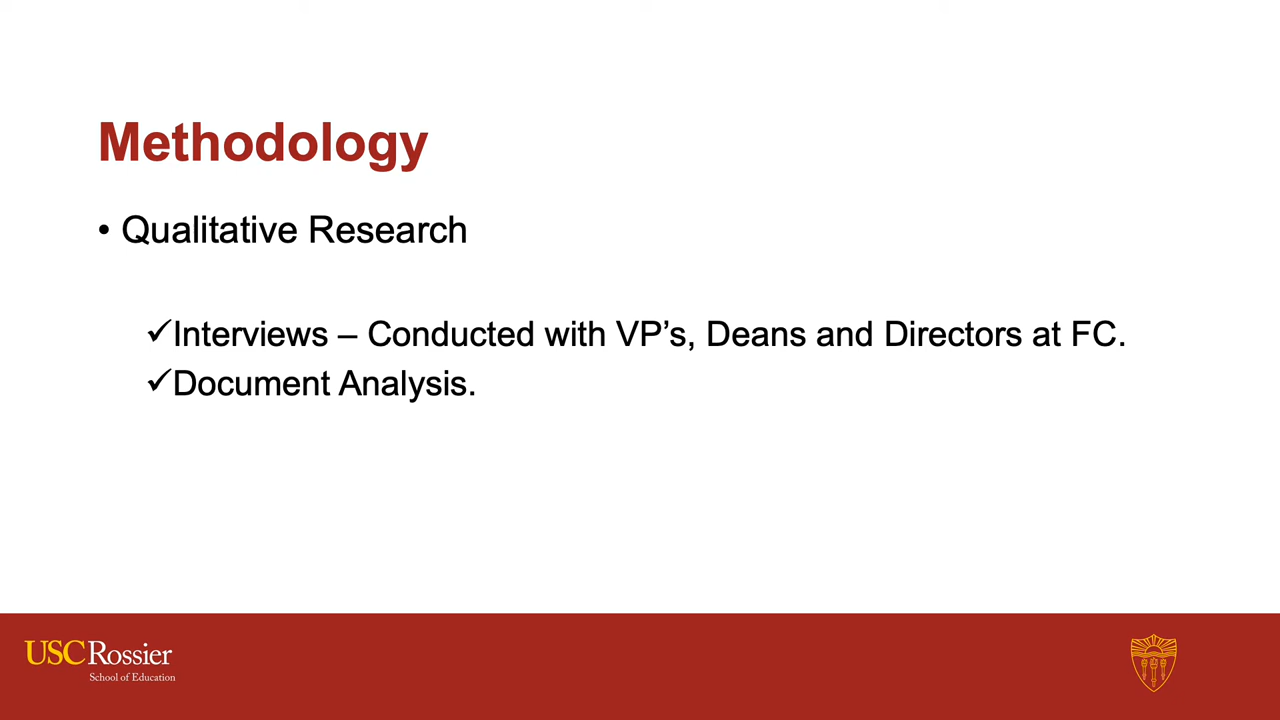 Methodology
• Qualitative Research
✓Interviews – Conducted with VP’s, Deans and Directors at FC.
✓Document Analysis.
USC Rossier
School of Education